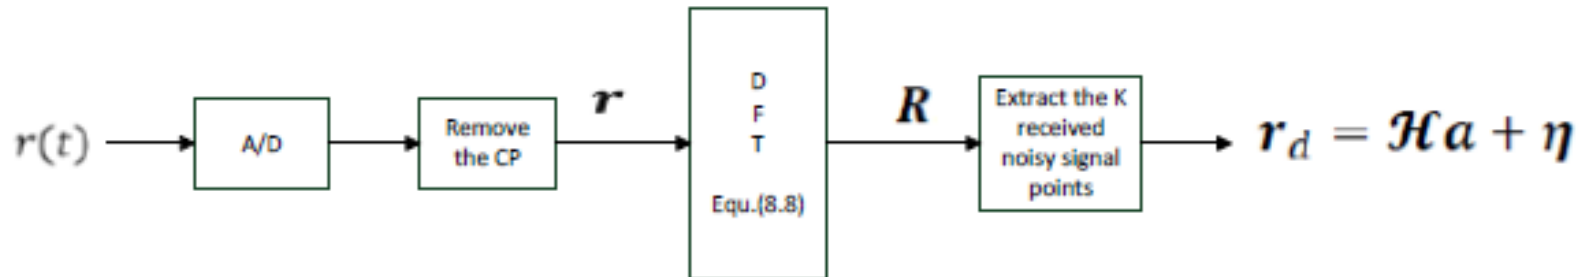 r(t)
A/D
Remove
the CP
r
D
F
T
Equ.(8.8)
R
Extract the K
received
noisy signal
points
r_d = ℋa + η